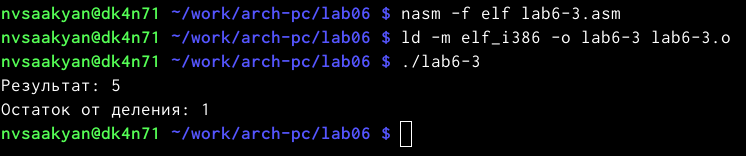 nvsaakyan@dk4n71 ~/work/arch-pc/lab06 $ nasm -f elf lab6-3.asm
nvsaakyan@dk4n71 ~/work/arch-pc/lab06 $ ld -m elf_i386 -o lab6-3 lab6-3.o
nvsaakyan@dk4n71 ~/work/arch-pc/lab06 $ ./lab6-3
Результат: 5
Остаток от деления: 1
nvsaakyan@dk4n71 ~/work/arch-pc/lab06 $